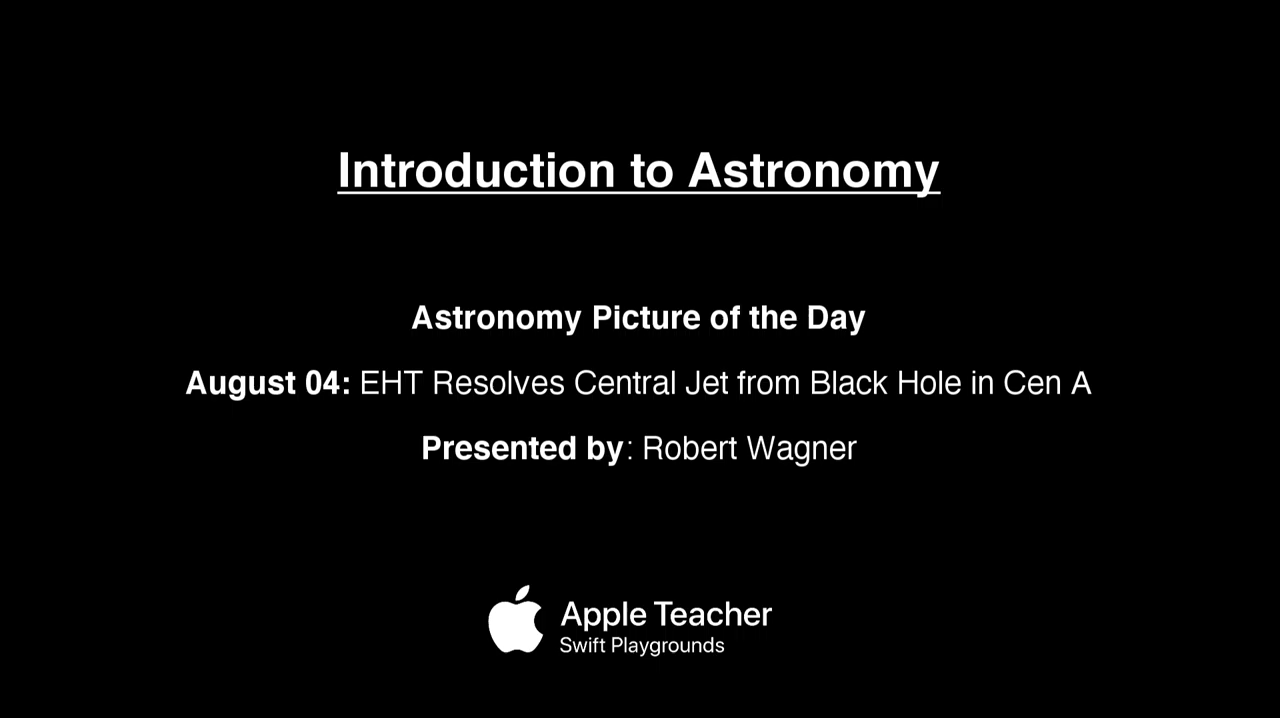 Introduction to Astronomy
Astronomy Picture of the Day
August 04: EHT Resolves Central Jet from Black Hole in Cen A
Presented by: Robert Wagner
Apple Teacher
Swift Playgrounds